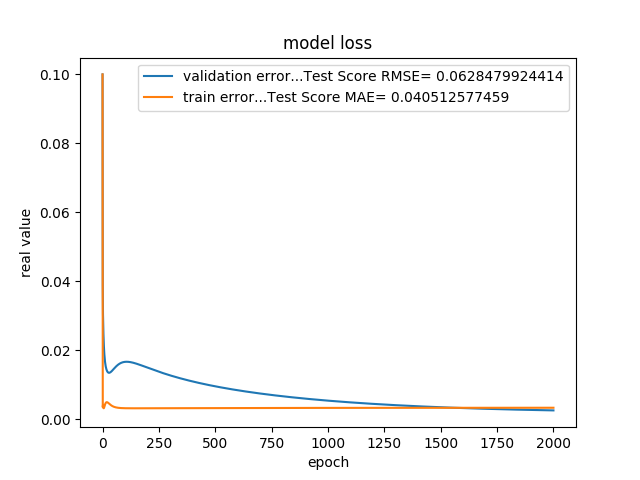 model loss
validation error...Test Score RMSE= 0.0628479924414
train error...Test Score MAE= 0.040512577459
real value
0.10
0.08
0.06
0.04
0.02
0.00
0 250 500 750 1000 1250 1500 1750 2000
epoch